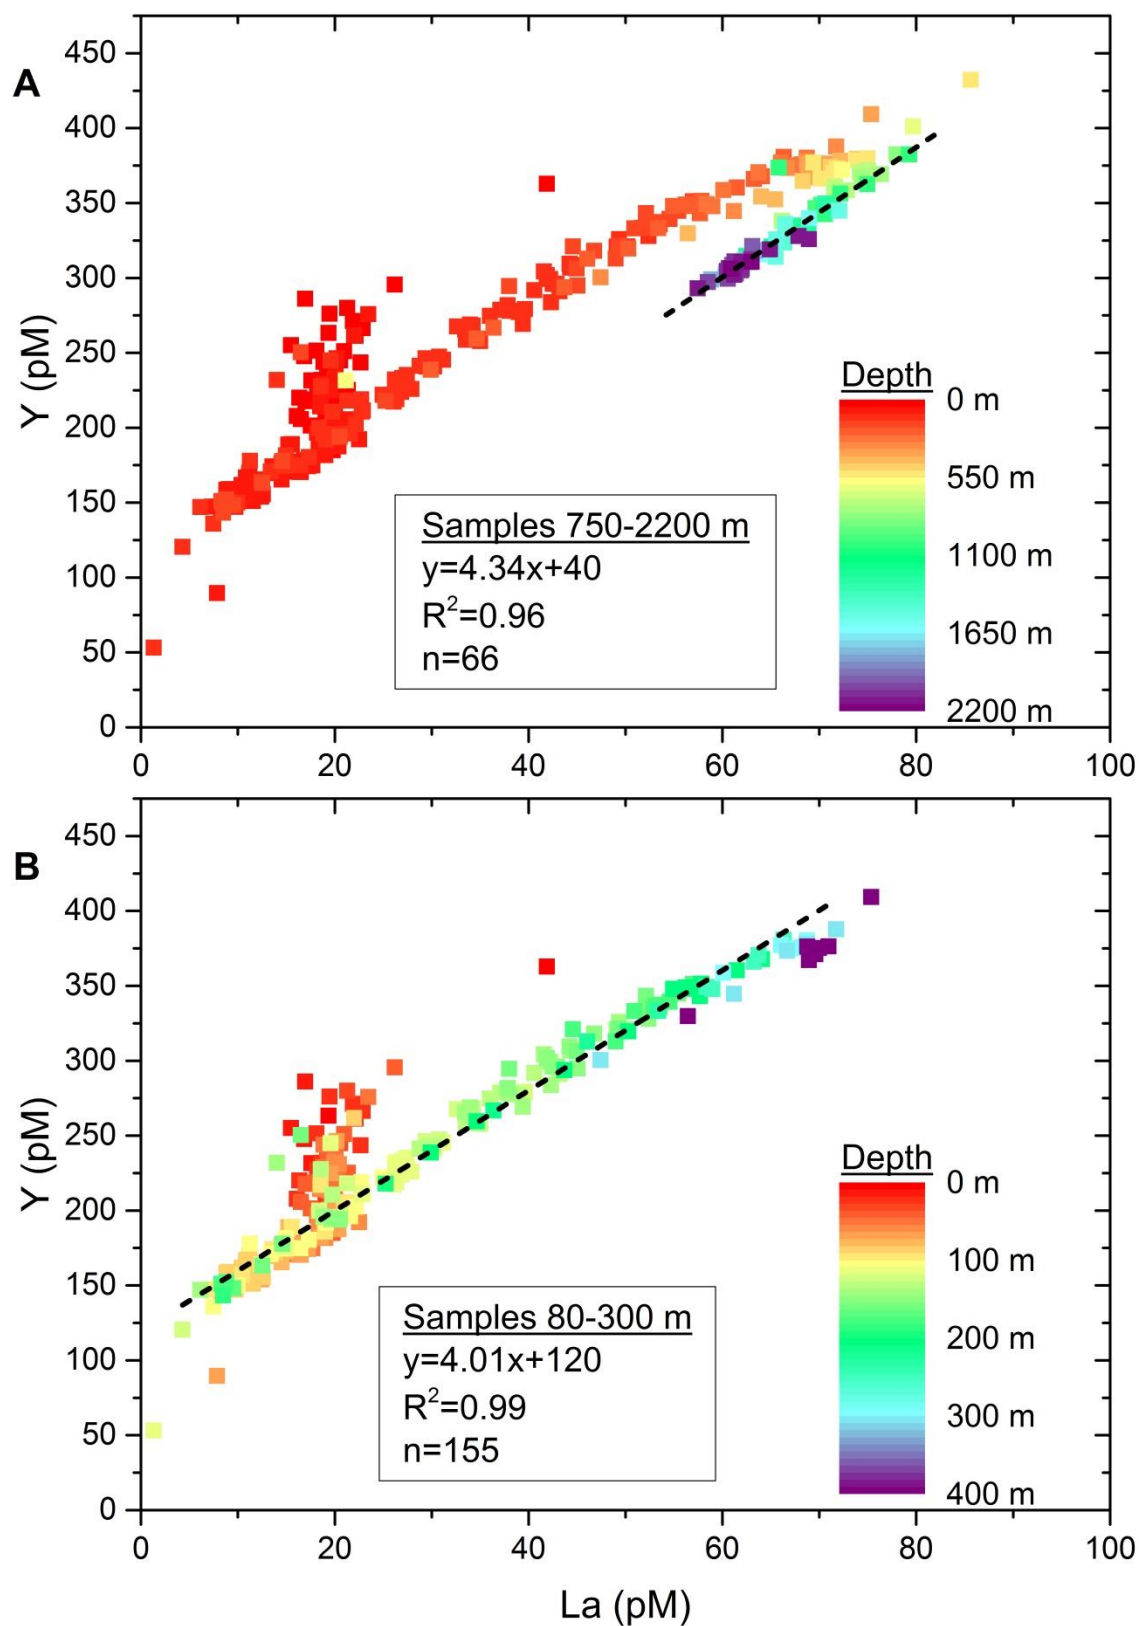 A
450
400
350
300
250
200
150
100
50
0
Y (pM)
0 20 40 60 80 100
Depth
0 m
550 m
1100 m
1650 m
2200 m
Samples 750-2200 m
y=4.34x+40
R²=0.96
n=66
B
450
400
350
300
250
200
150
100
50
0
Y (pM)
0 20 40 60 80 100
La (pM)
Depth
0 m
100 m
200 m
300 m
400 m
Samples 80-300 m
y=4.01x+120
R²=0.99
n=155